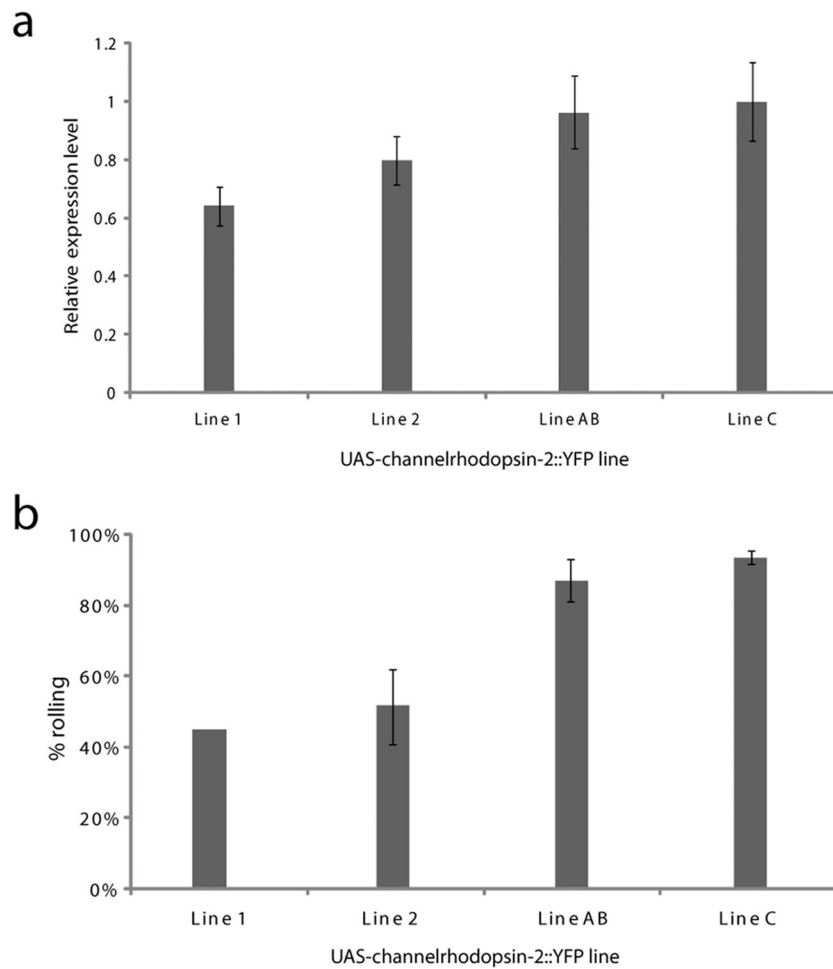 a
1.2
1
0.8
0.6
0.4
0.2
0
Relative expression level
Line 1 Line 2 Line AB Line C
UAS-channelrhodopsin-2::YFP line
b
100%
80%
60%
40%
20%
0%
% rolling
Line 1 Line 2 Line AB Line C
UAS-channelrhodopsin-2::YFP line